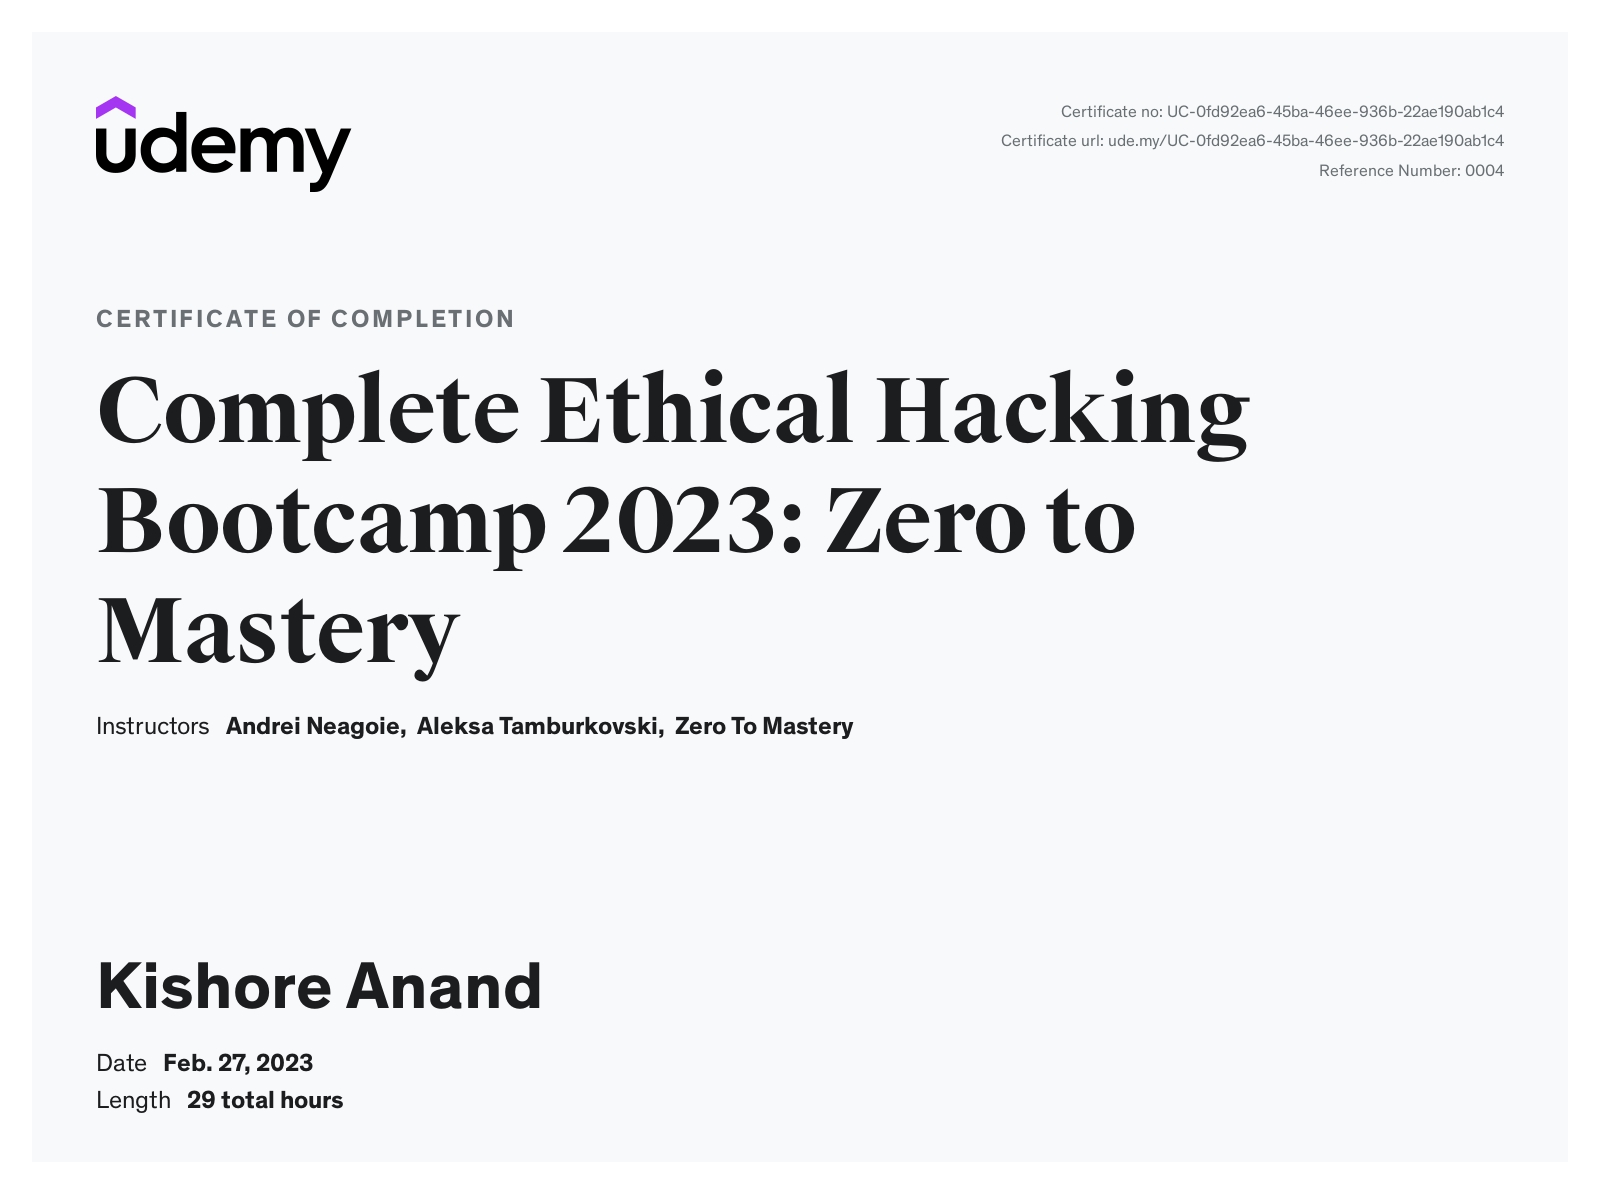 udemy
Certificate no: UC-0fd92ea6-45ba-46ee-936b-22ae190ab1c4
Certificate url: ude.my/UC-0fd92ea6-45ba-46ee-936b-22ae190ab1c4
Reference Number: 0004
CERTIFICATE OF COMPLETION
Complete Ethical Hacking
Bootcamp 2023: Zero to
Mastery
Instructors Andrei Neagoie, Aleksa Tamburkovski, Zero To Mastery
Kishore Anand
Date Feb. 27, 2023
Length 29 total hours